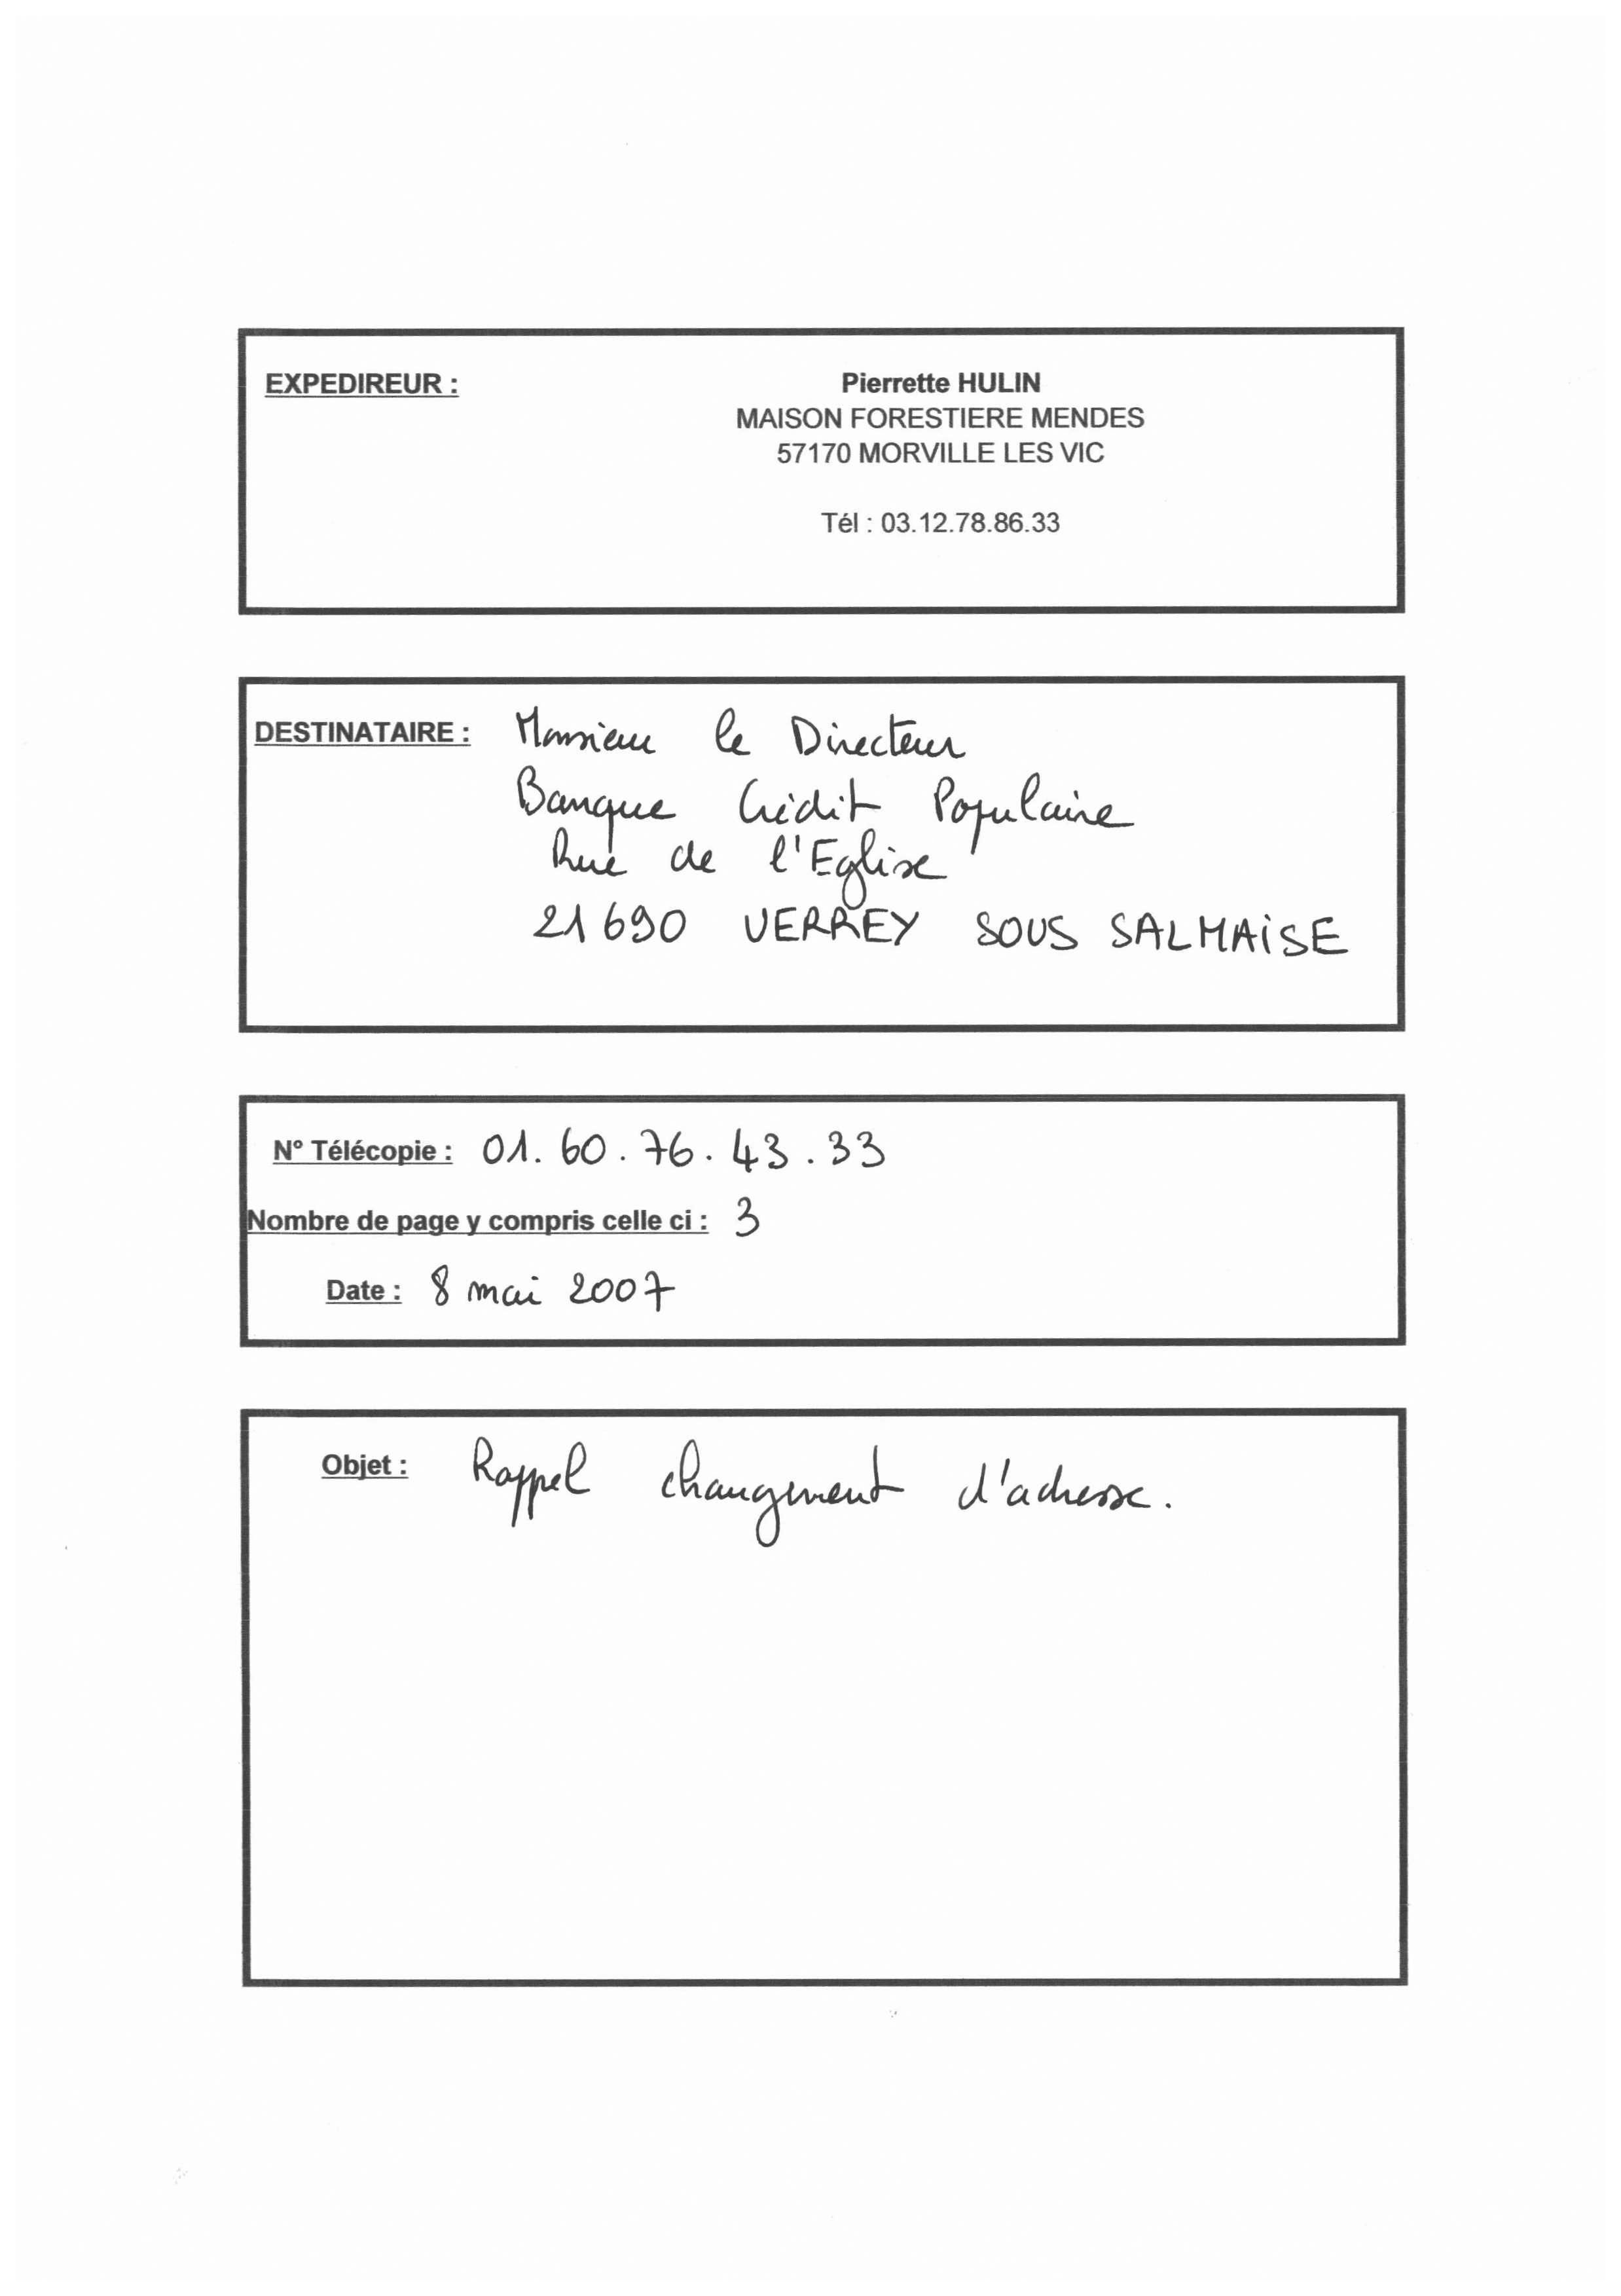 EXPEDIREUR :
Pierrette HULIN
MAISON FORESTIERE MENDES
57170 MORVILLE LES VIC
Tél : 03.12.78.86.33
DESTINATAIRE : Monsieur le Directeur
Banque Crédit Populaire
Rue de l'Eglise
21690 VERREY SOUS SALMAISE
N° Télécopie : 01.60.76.43.33
Nombre de page y compris celle ci : 3
Date : 8 mai 2007
Objet : Rappel changement d'adresse.